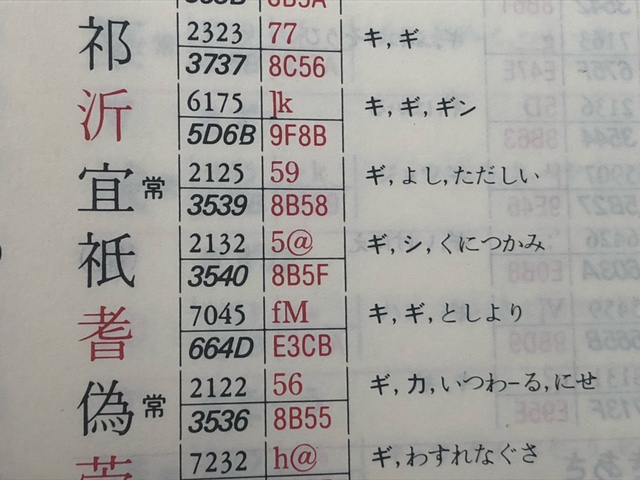 8B5A
祁 2323 77 キ, ギ
3737 8C56
沂 6175 ]k キ, ギ, ギン
5D6B 9F8B
宜 常 2125 59 ギ, よし, ただしい
3539 8B58
祇 2132 5@ ギ, シ, くにつかみ
3540 8B5F
耆 7045 fM キ, ギ, としより
664D E3CB
偽 常 2122 56 ギ, カ, いつわ-る, にせ
3536 8B55
7232 h@ ギ, わすれなぐさ